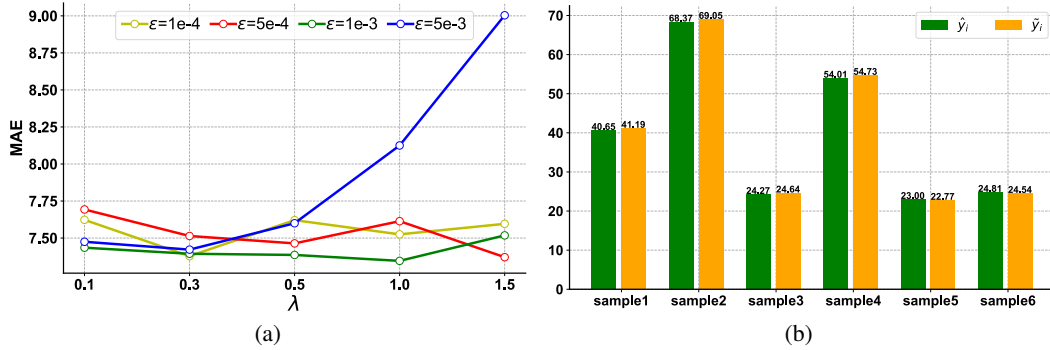 ε=1e-4 ε=5e-4 ε=1e-3 ε=5e-3
9.00
8.75
8.50
8.25
8.00
7.75
7.50
MAE
0.1 0.3 0.5 1.0 1.5
λ
(a)
ŷᵢ ỹᵢ
70
60
50
40
30
20
10
0
40.65 41.19
68.37 69.05
24.27 24.64
54.01 54.73
23.00 22.77
24.81 24.54
sample1 sample2 sample3 sample4 sample5 sample6
(b)